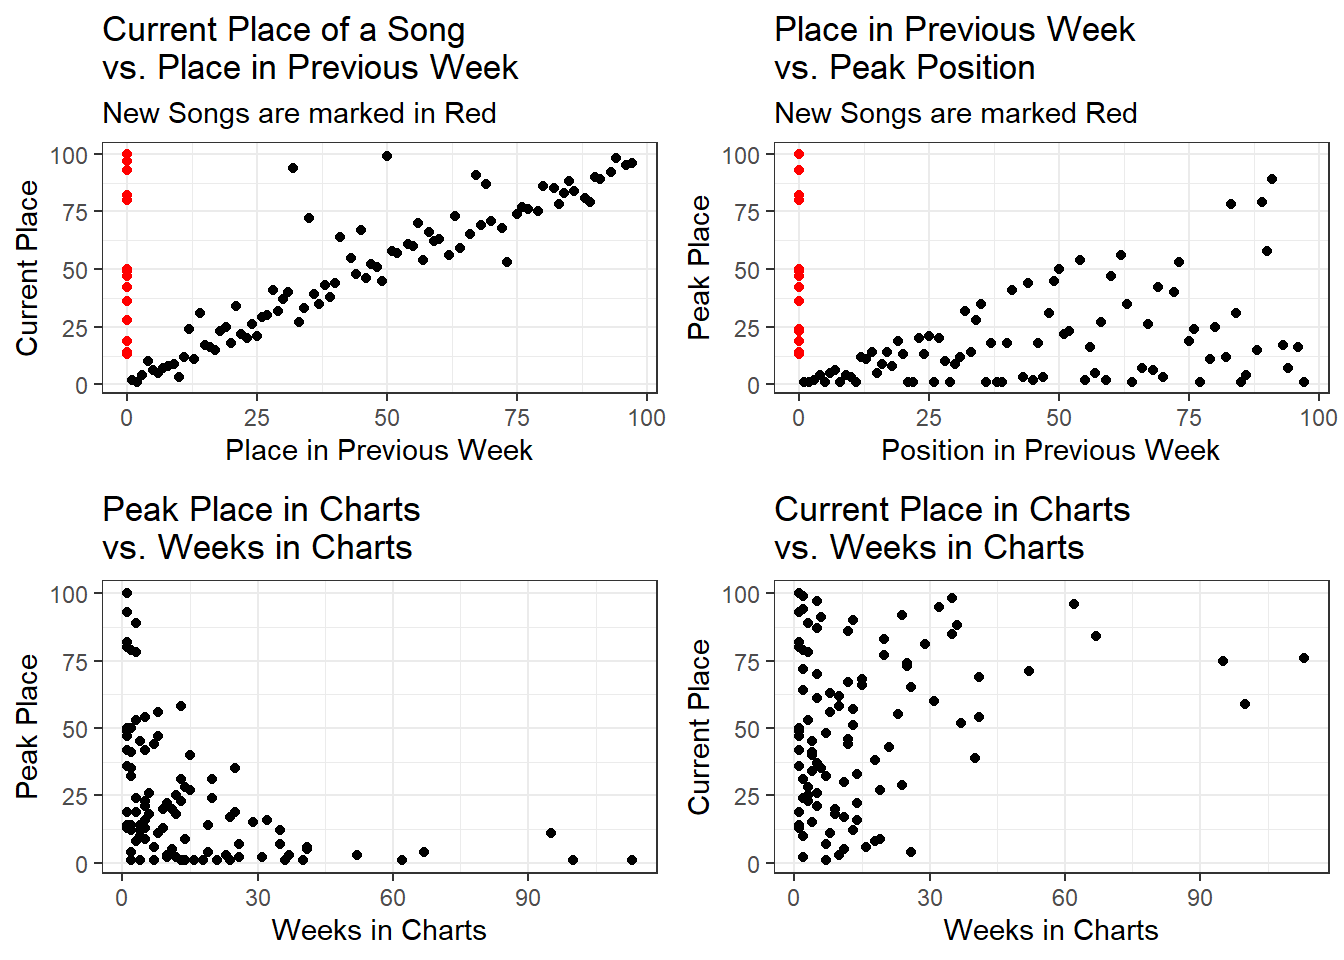 Current Place of a Song
vs. Place in Previous Week
New Songs are marked in Red
100
75
50
25
0
Current Place
0 25 50 75 100
Place in Previous Week
Place in Previous Week
vs. Peak Position
New Songs are marked Red
100
75
50
25
0
Peak Place
0 25 50 75 100
Position in Previous Week
Peak Place in Charts
vs. Weeks in Charts
100
75
50
25
0
Peak Place
0 30 60 90
Weeks in Charts
Current Place in Charts
vs. Weeks in Charts
100
75
50
25
0
Current Place
0 30 60 90
Weeks in Charts